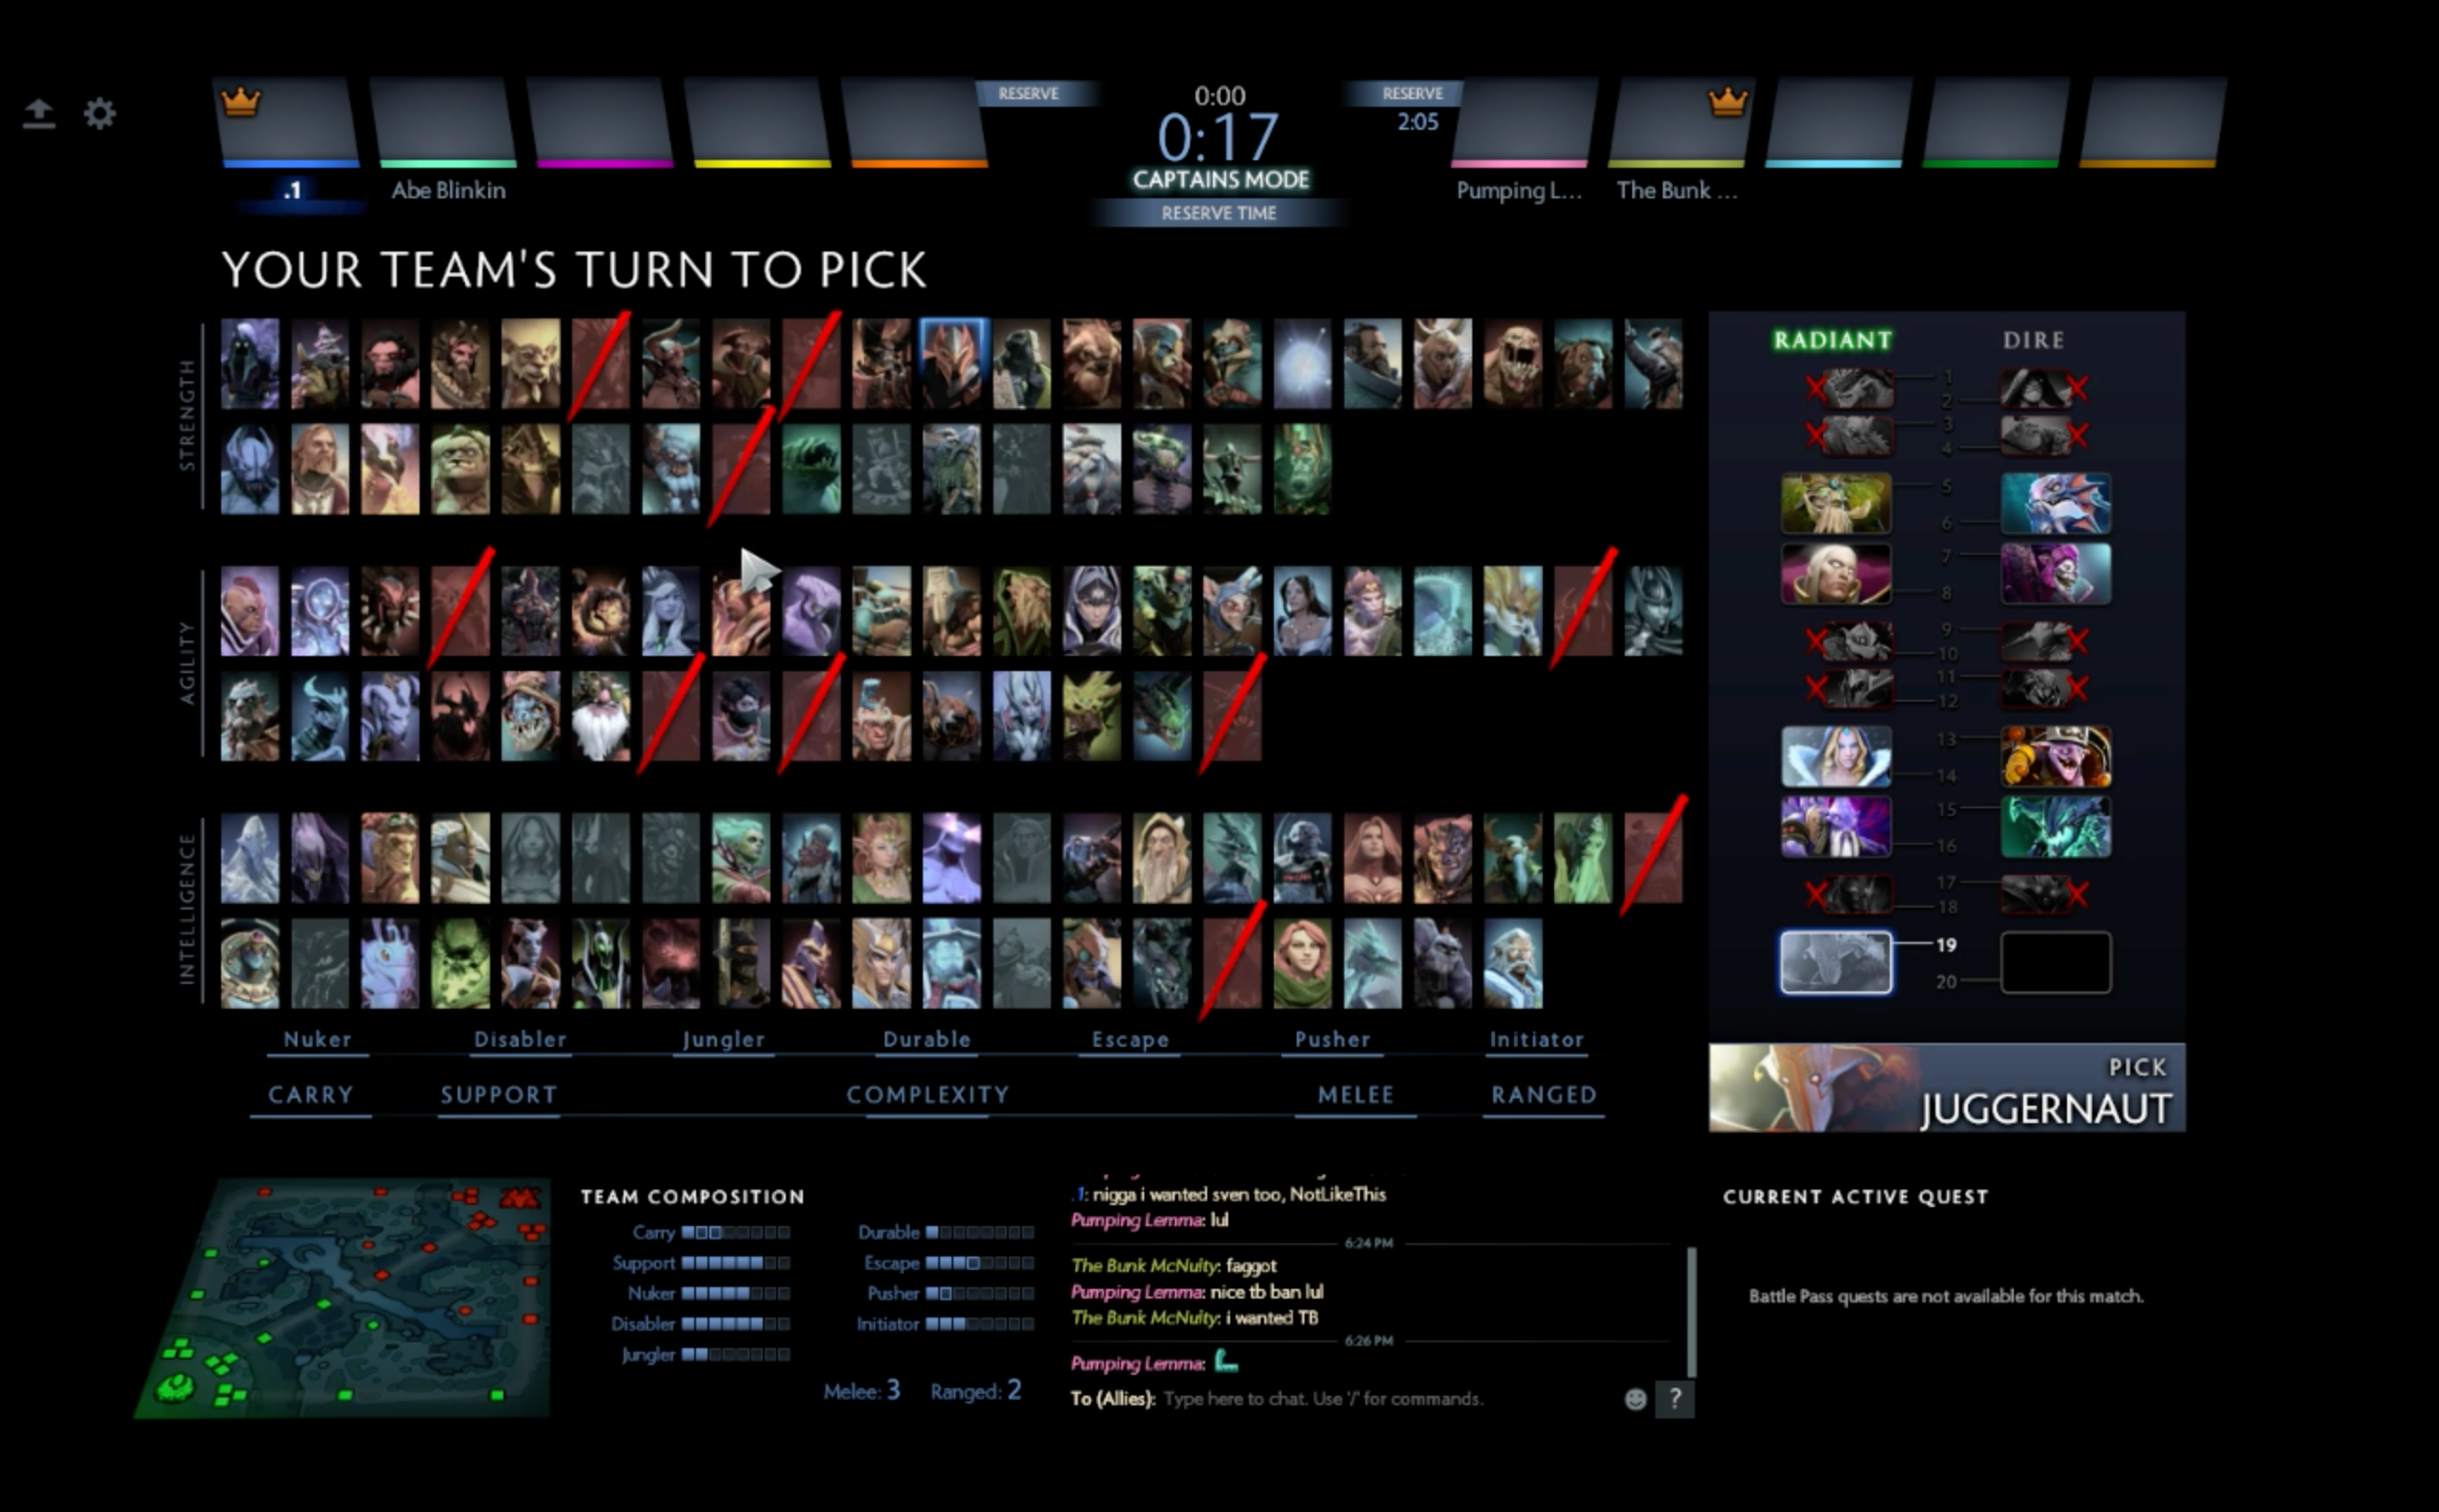 RESERVE
0:00
RESERVE
0:17
2:05
CAPTAINS MODE
.1
Abe Blinkin
Pumping L...
The Bunk ...
RESERVE TIME
YOUR TEAM'S TURN TO PICK
STRENGTH
AGILITY
INTELLIGENCE
RADIANT
DIRE
1
2
3
4
5
6
7
8
9
10
11
12
13
14
15
16
17
18
19
20
Nuker
Disabler
Jungler
Durable
Escape
Pusher
Initiator
CARRY
SUPPORT
COMPLEXITY
MELEE
RANGED
PICK
JUGGERNAUT
TEAM COMPOSITION
Carry
Support
Nuker
Disabler
Jungler
Durable
Escape
Pusher
Initiator
Melee: 3
Ranged: 2
.1: nigga i wanted sven too, NotLikeThis
Pumping Lemma: lul
6:24 PM
The Bunk McNulty: faggot
Pumping Lemma: nice tb ban lul
The Bunk McNulty: i wanted TB
6:26 PM
Pumping Lemma:
To (Allies): Type here to chat. Use '/' for commands.
?
CURRENT ACTIVE QUEST
Battle Pass quests are not available for this match.